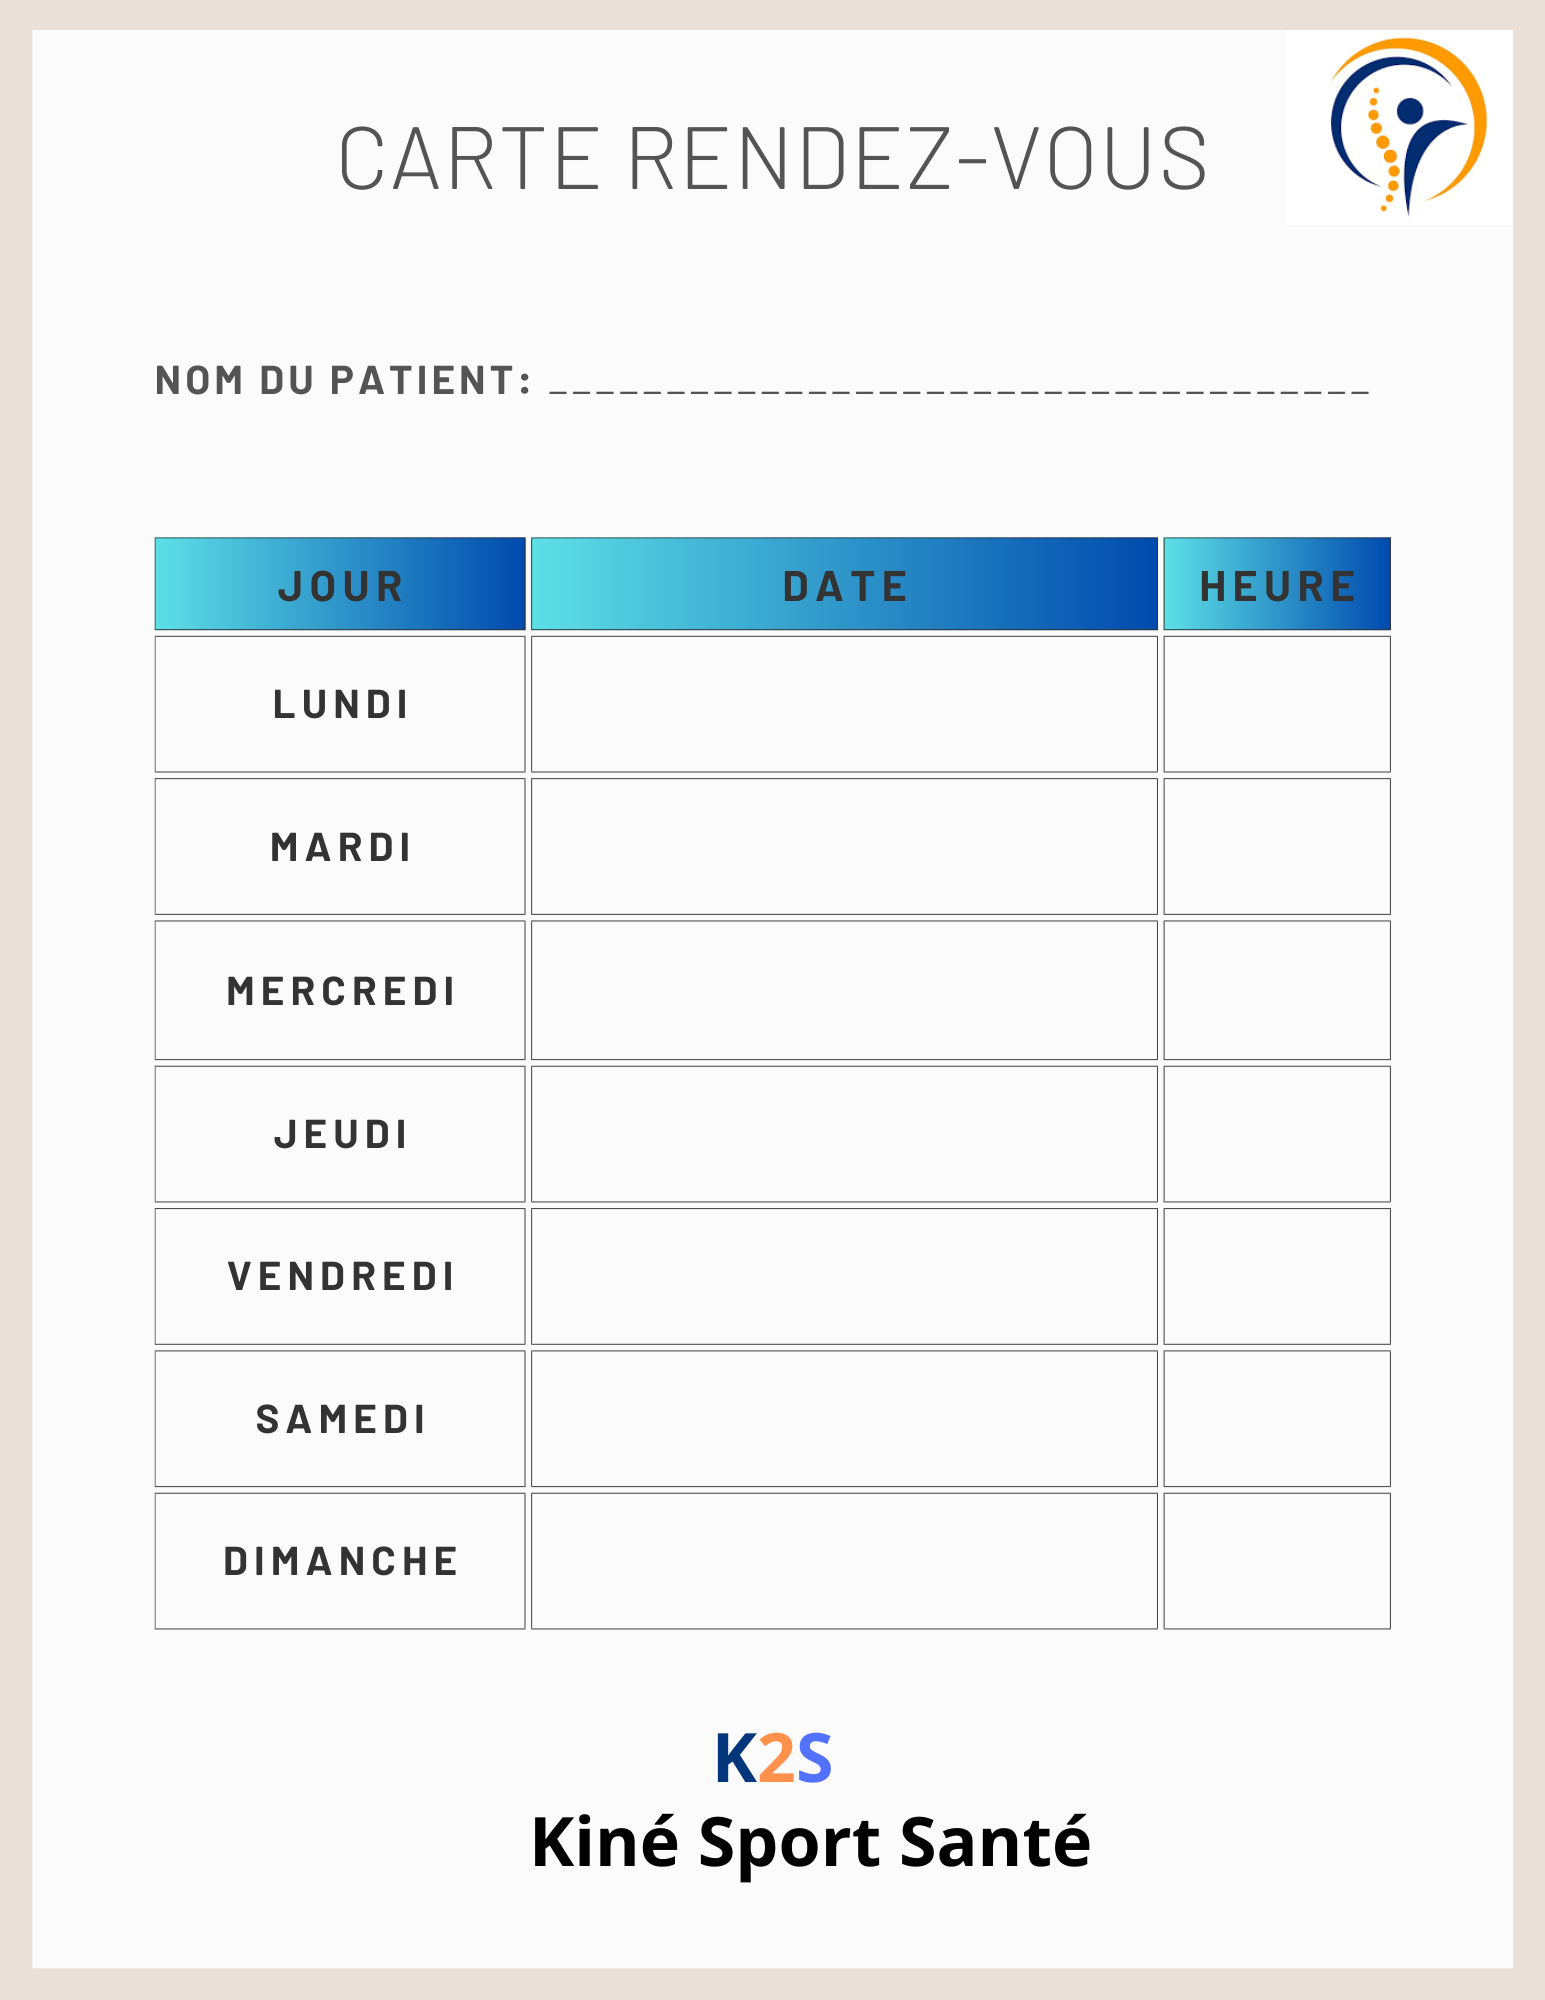 CARTE RENDEZ-VOUS
NOM DU PATIENT: ___________________________________
JOUR DATE HEURE
LUNDI
MARDI
MERCREDI
JEUDI
VENDREDI
SAMEDI
DIMANCHE
K2S
Kiné Sport Santé